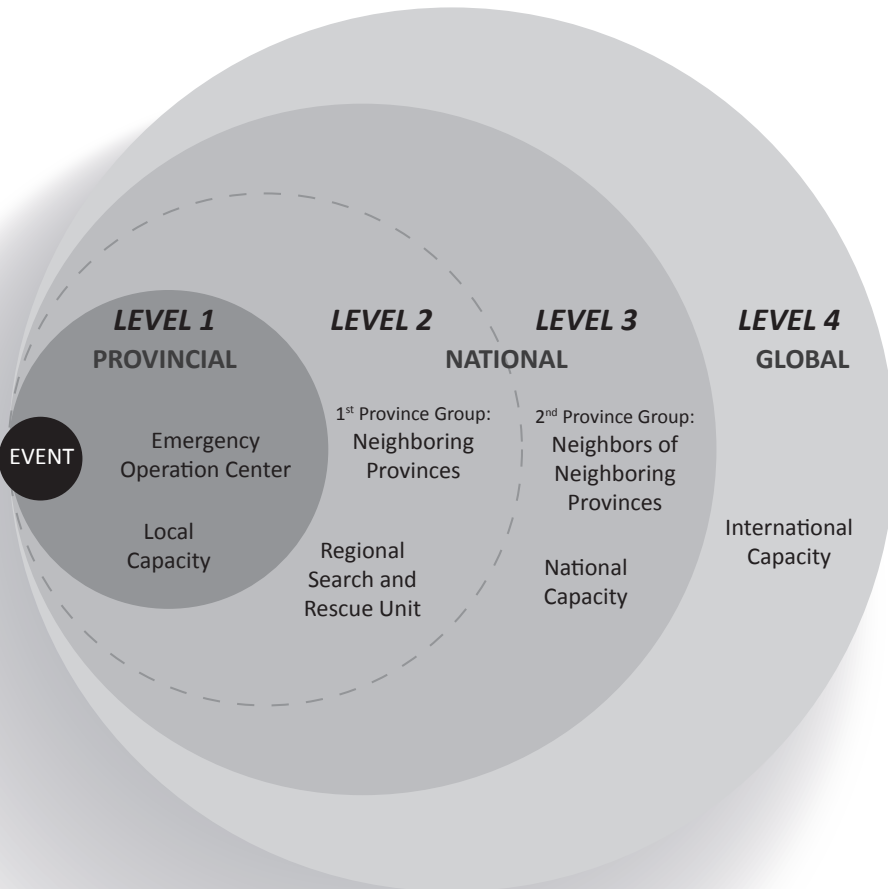 LEVEL 1
PROVINCIAL
EVENT
Emergency
Operation Center
Local
Capacity
LEVEL 2
LEVEL 3
NATIONAL
1st Province Group:
Neighboring
Provinces
Regional
Search and
Rescue Unit
2nd Province Group:
Neighbors of
Neighboring
Provinces
National
Capacity
LEVEL 4
GLOBAL
International
Capacity